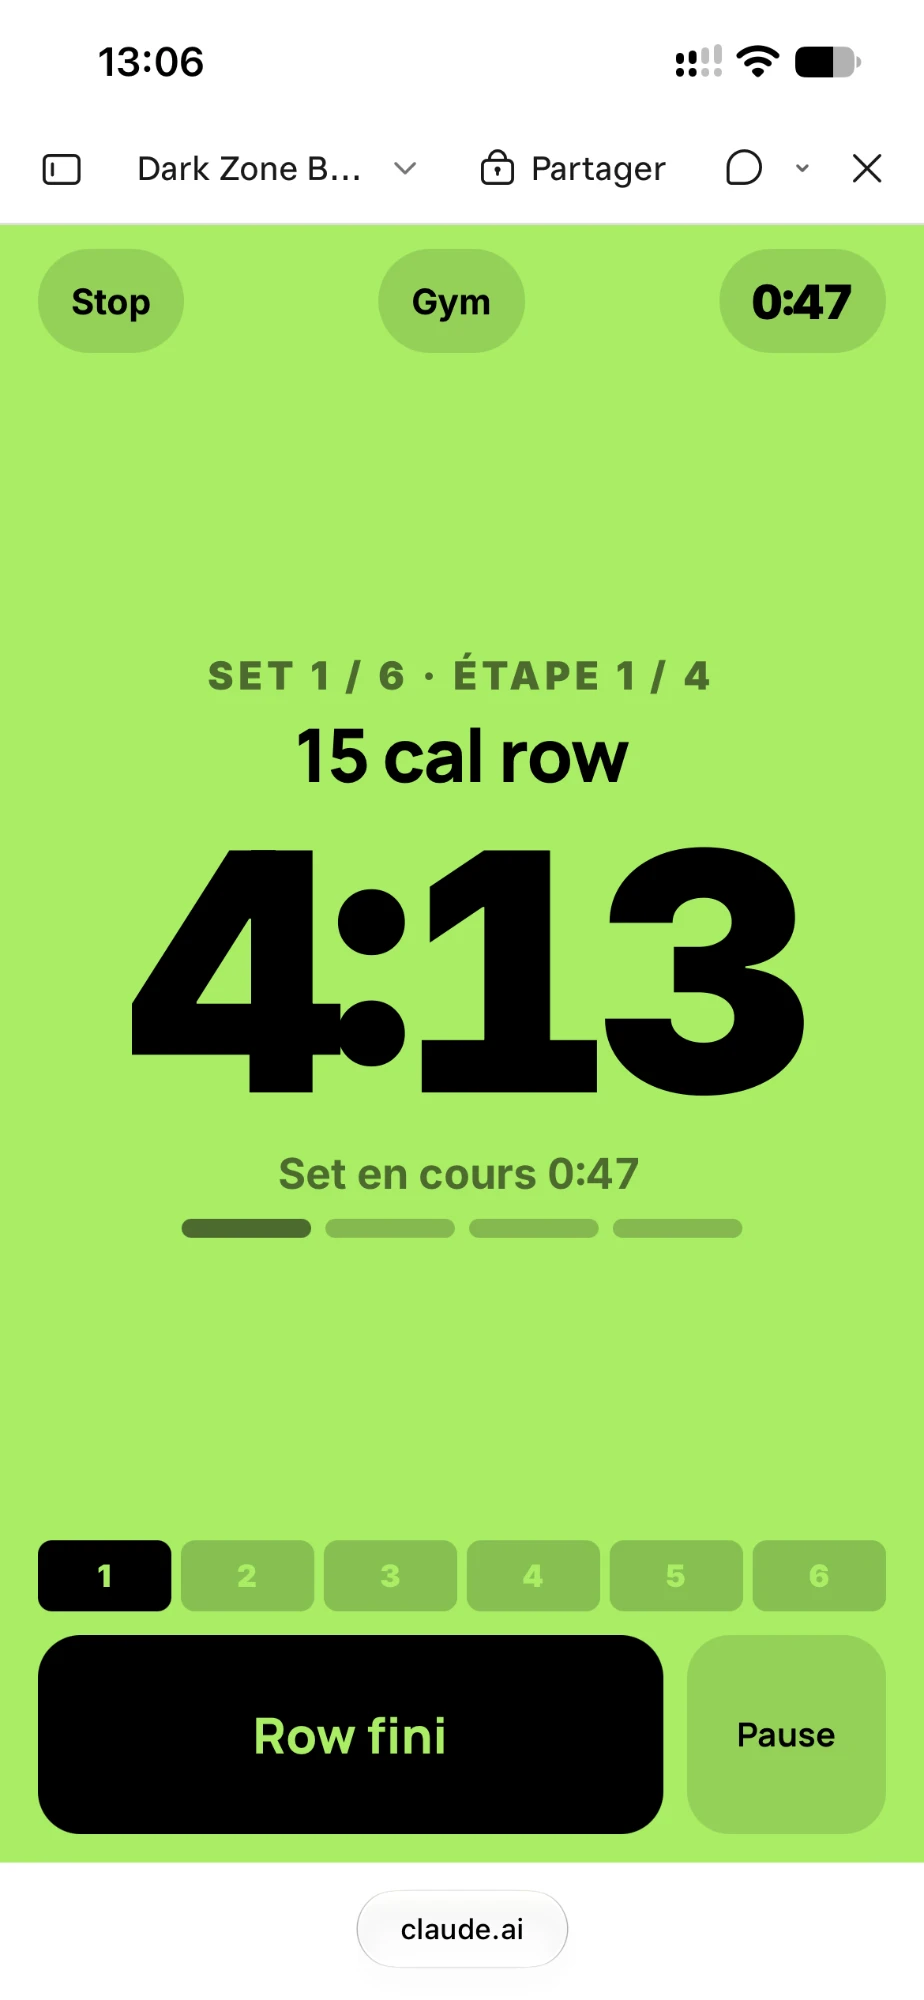 13:06
Dark Zone B...
Partager
Stop
Gym
0:47
SET 1 / 6 · ÉTAPE 1 / 4
15 cal row
4:13
Set en cours 0:47
1 2 3 4 5 6
Row fini
Pause
claude.ai